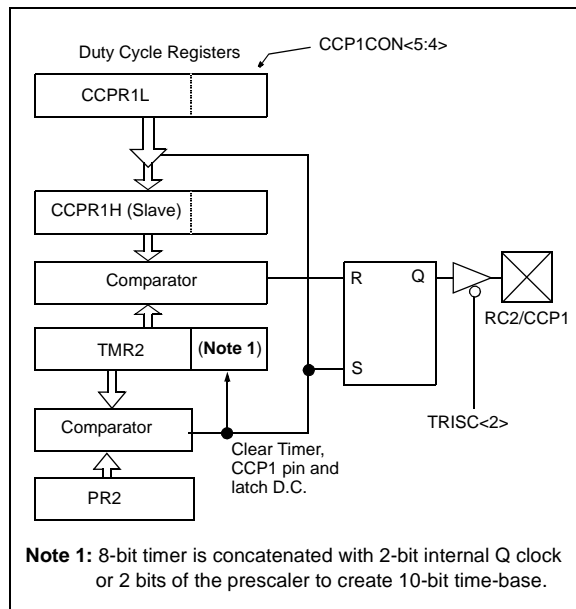 Duty Cycle Registers
CCP1CON<5:4>
CCPR1L
CCPR1H (Slave)
Comparator
R
Q
RC2/CCP1
TMR2
(Note 1)
S
TRISC<2>
Comparator
Clear Timer,
CCP1 pin and
latch D.C.
PR2
Note 1: 8-bit timer is concatenated with 2-bit internal Q clock
or 2 bits of the prescaler to create 10-bit time-base.